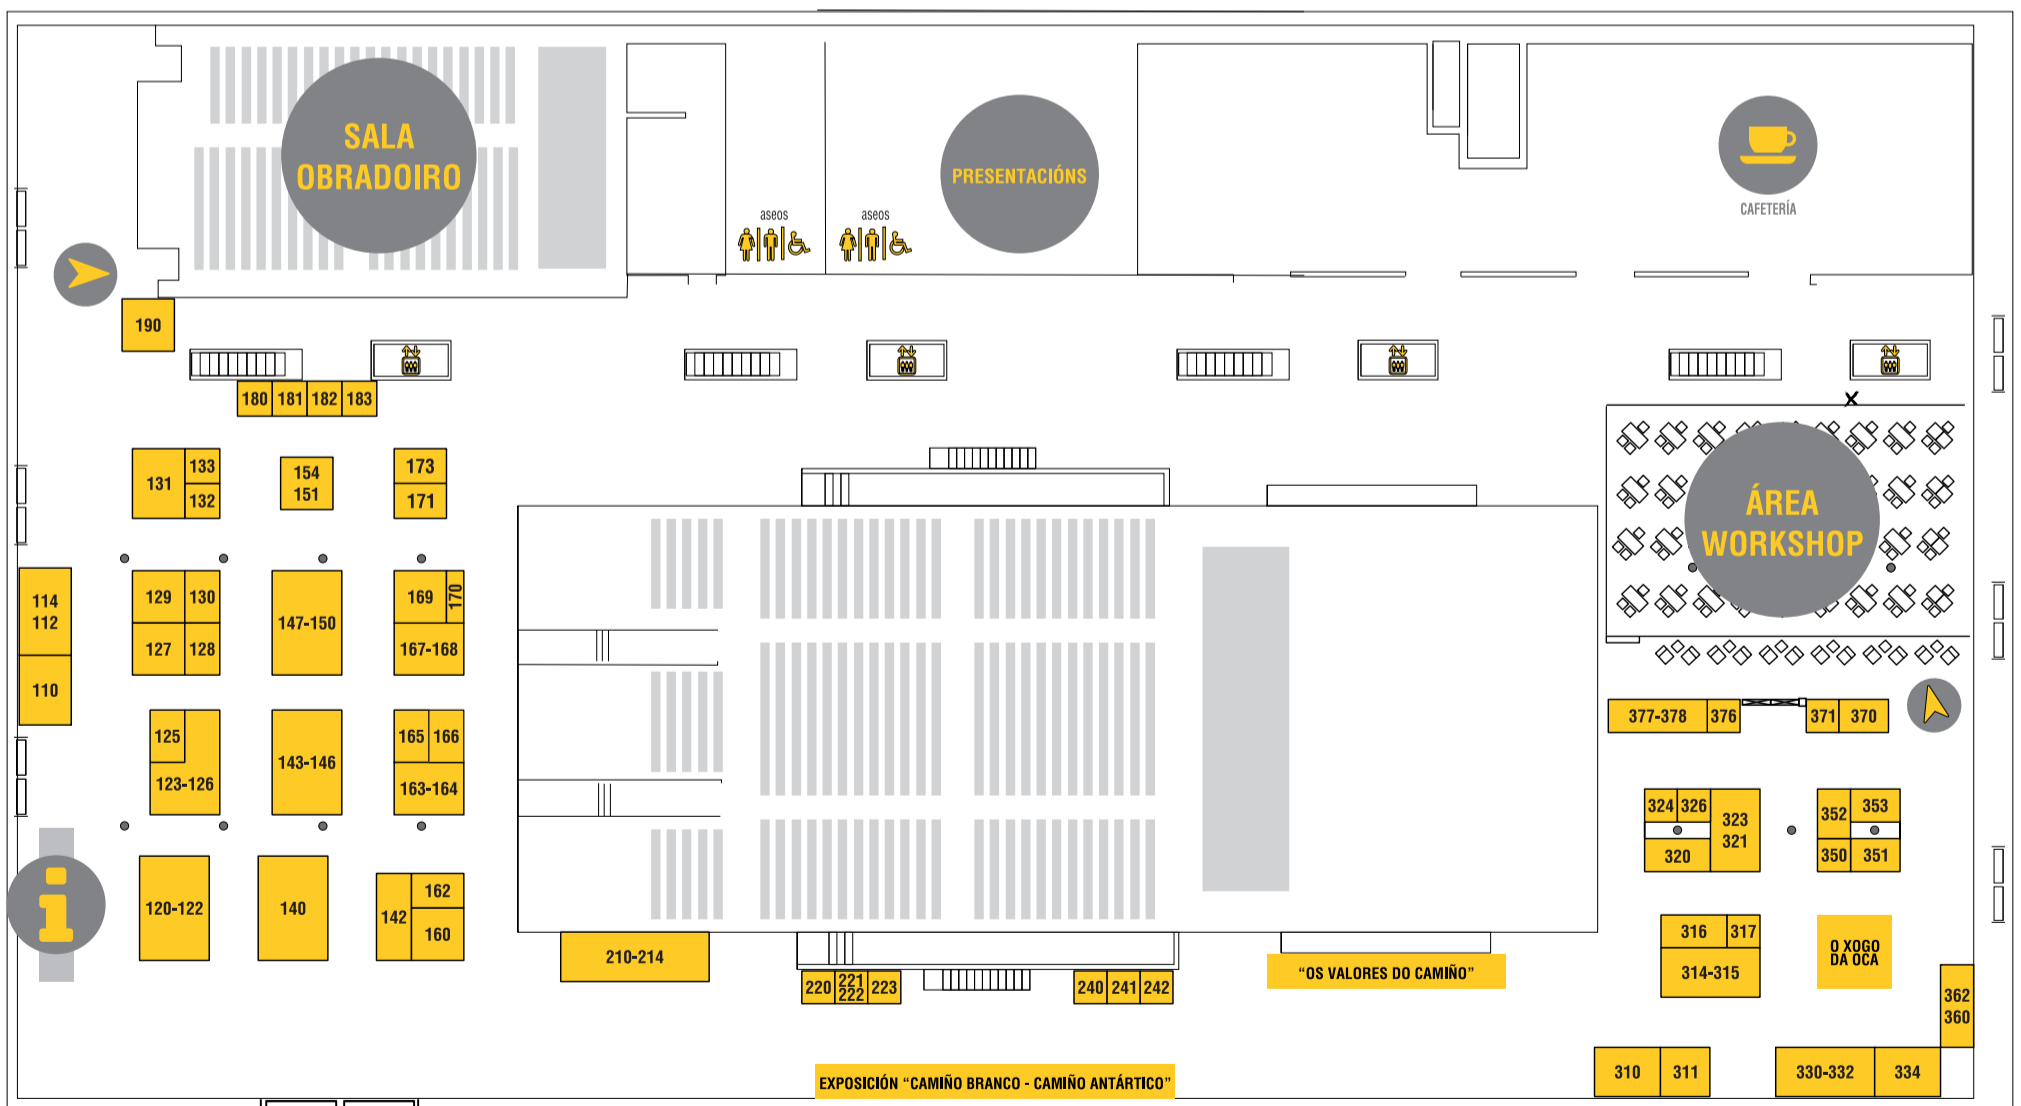 SALA
OBRADOIRO
PRESENTACIÓNS
CAFETERÍA
aseos
aseos
190
180 181 182 183
131
133
132
154
151
173
171
ÁREA
WORKSHOP
114
112
110
129 130
127 128
147-150
169 170
167-168
125
123-126
143-146
165 166
163-164
377-378 376
371 370
324 326
323
321
320
352 353
350 351
i
120-122
140
142
162
160
210-214
220 221
222 223
240 241 242
"OS VALORES DO CAMIÑO"
316 317
314-315
O XOGO
DA OCA
362
360
310 311
330-332 334
EXPOSICIÓN "CAMIÑO BRANCO - CAMIÑO ANTÁRTICO"